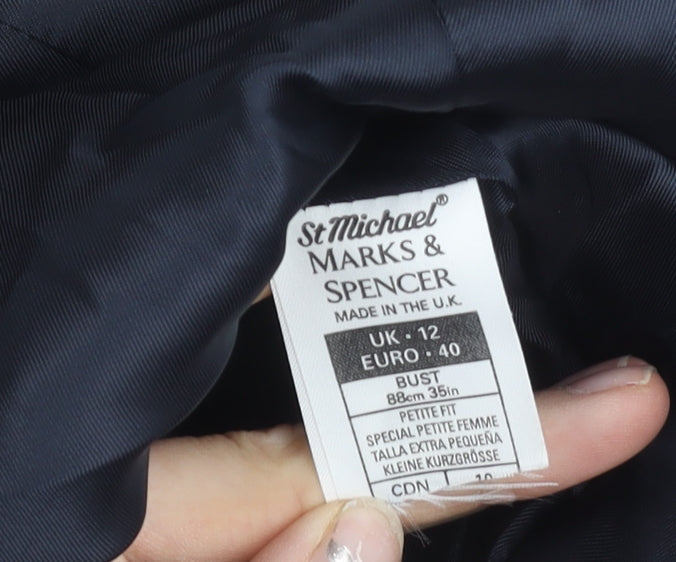 St Michael®
MARKS &
SPENCER
MADE IN THE U.K.
UK · 12
EURO · 40
BUST
88cm 35in
PETITE FIT
SPECIAL PETITE FEMME
TALLA EXTRA PEQUEÑA
KLEINE KURZGRÖSSE
CDN 10